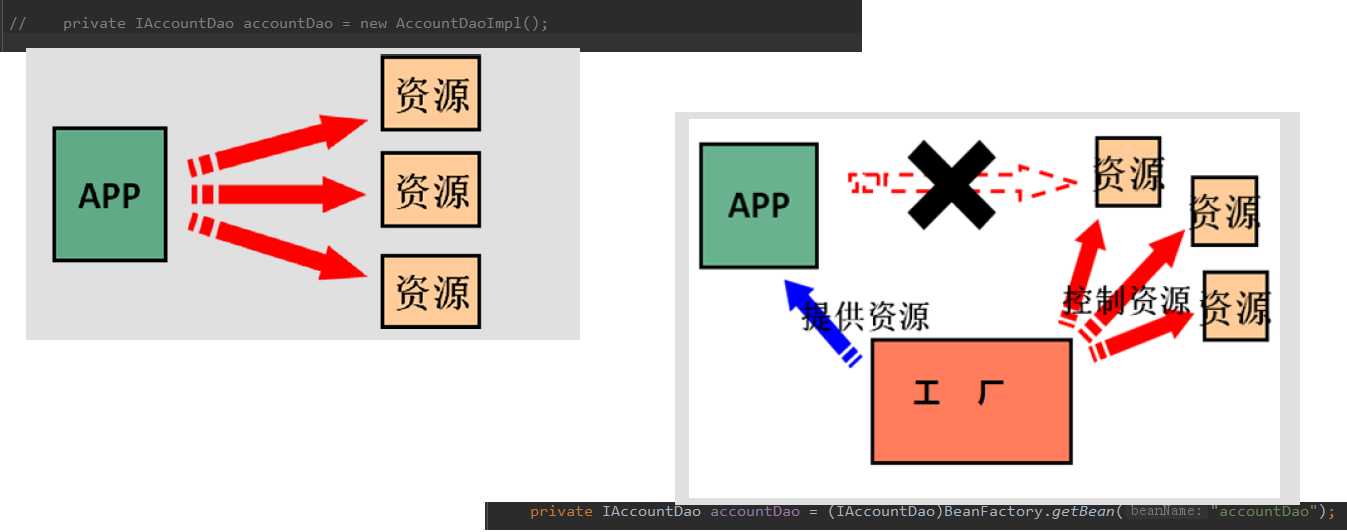 //    private IAccountDao accountDao = new AccountDaoImpl();
资源
APP
资源
资源
APP
资源
资源
控制资源
资源
提供资源
工 厂
private IAccountDao accountDao = (IAccountDao)BeanFactory.getBean( beanName: "accountDao");